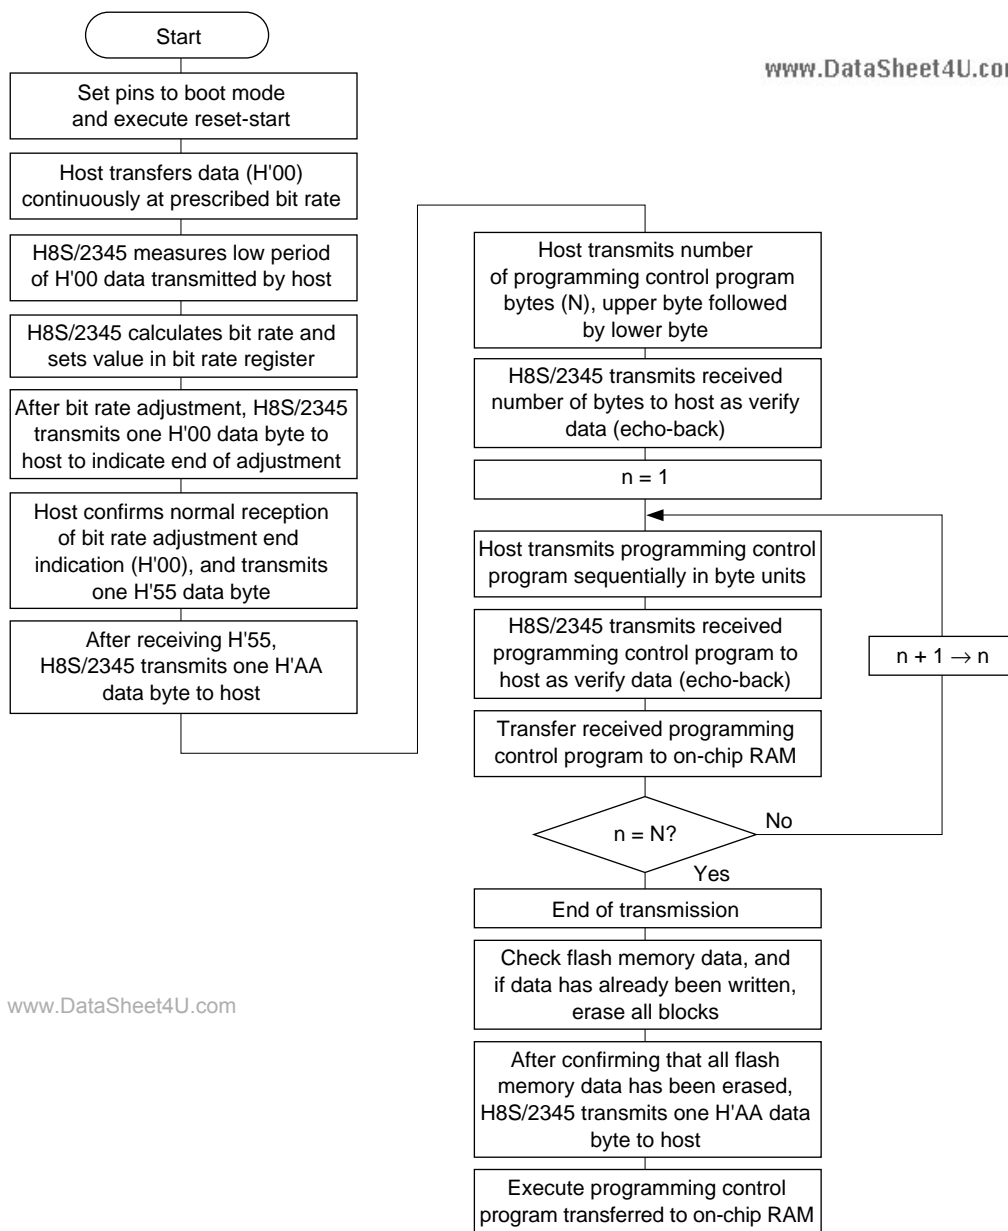 Start
www.DataSheet4U.com
Set pins to boot mode
and execute reset-start
Host transfers data (H'00)
continuously at prescribed bit rate
H8S/2345 measures low period
of H'00 data transmitted by host
H8S/2345 calculates bit rate and
sets value in bit rate register
After bit rate adjustment, H8S/2345
transmits one H'00 data byte to
host to indicate end of adjustment
Host confirms normal reception
of bit rate adjustment end
indication (H'00), and transmits
one H'55 data byte
After receiving H'55,
H8S/2345 transmits one H'AA
data byte to host
Host transmits number
of programming control program
bytes (N), upper byte followed
by lower byte
H8S/2345 transmits received
number of bytes to host as verify
data (echo-back)
n = 1
Host transmits programming control
program sequentially in byte units
H8S/2345 transmits received
programming control program to
host as verify data (echo-back)
n + 1 → n
Transfer received programming
control program to on-chip RAM
n = N?
No
Yes
End of transmission
Check flash memory data, and
if data has already been written,
erase all blocks
www.DataSheet4U.com
After confirming that all flash
memory data has been erased,
H8S/2345 transmits one H'AA data
byte to host
Execute programming control
program transferred to on-chip RAM